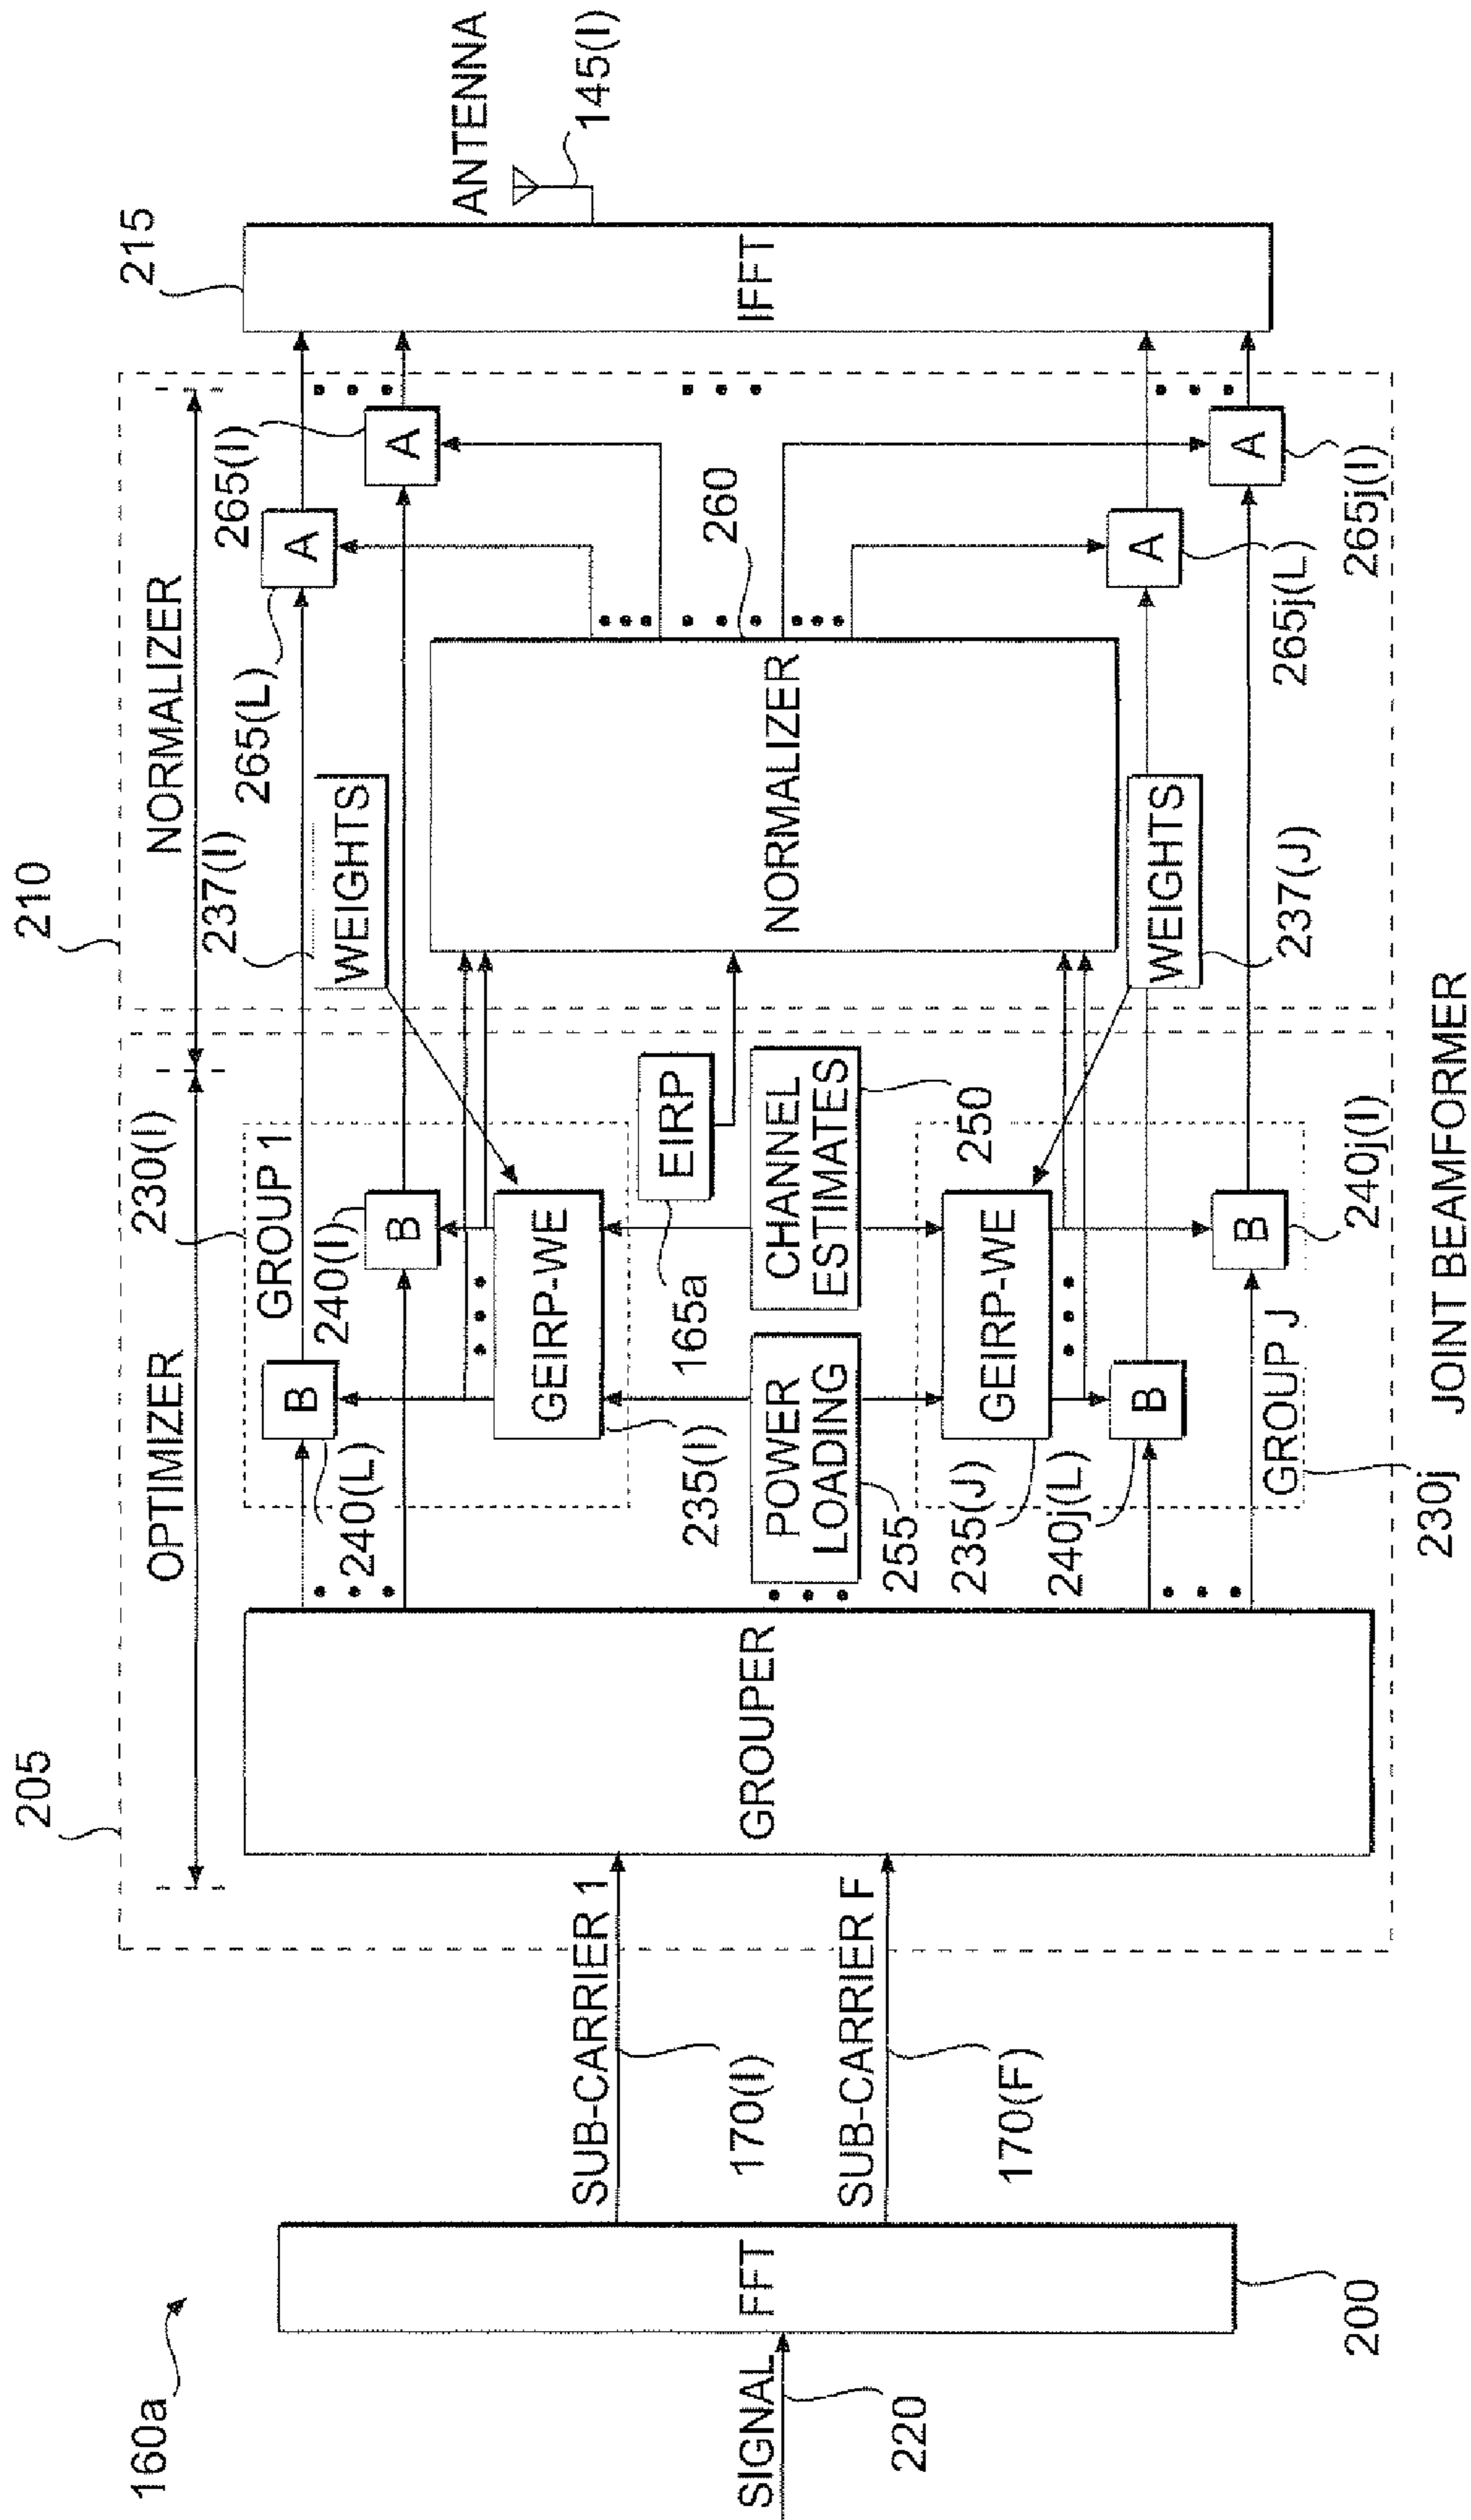 160a
SIGNAL
220
FFT
200
SUB-CARRIER 1
170(I)
SUB-CARRIER F
170(F)
205
OPTIMIZER
GROUPER
240(L)
B
GROUP 1
230(I)
240(I)
B
GEIRP-WE
235(I)
EIRP
165a
POWER
LOADING
255
CHANNEL
ESTIMATES
250
GEIRP-WE
235(J)
240j(L)
B
GROUP J
230j
B
240j(I)
210
NORMALIZER
237(I)
WEIGHTS
265(L)
A
265(I)
A
NORMALIZER
260
WEIGHTS
237(J)
A
265j(L)
A
265j(I)
215
IFFT
ANTENNA
145(I)
JOINT BEAMFORMER